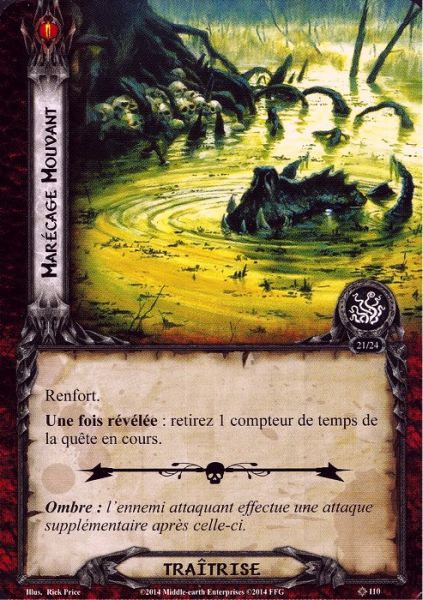 MARÉCAGE MOUVANT
21/24
Renfort.
Une fois révélée : retirez 1 compteur de temps de
la quête en cours.
Ombre : l'ennemi attaquant effectue une attaque
supplémentaire après celle-ci.
TRAÎTRISE
Illus. Rick Price
©2014 Middle-earth Enterprises ©2014 FFG
110